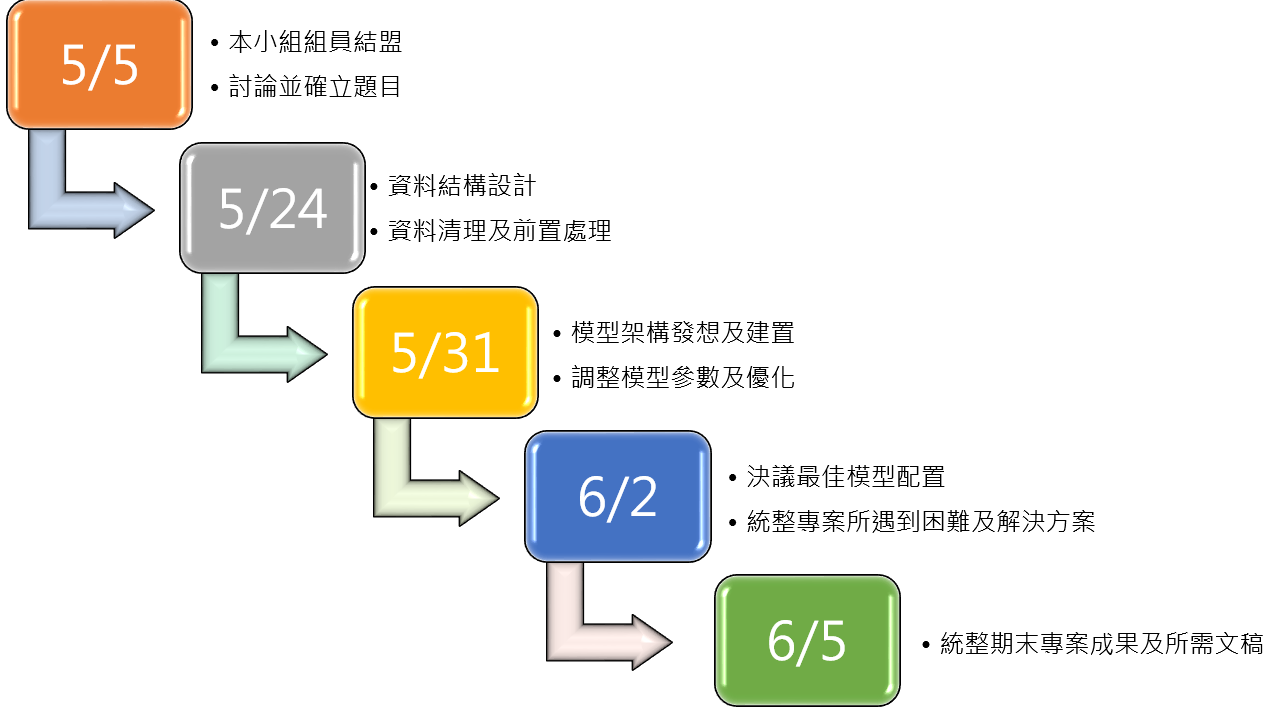 5/5
• 本小組組員結盟
• 討論並確立題目
5/24
• 資料結構設計
• 資料清理及前置處理
5/31
• 模型架構發想及建置
• 調整模型參數及優化
6/2
• 決議最佳模型配置
• 統整專案所遇到困難及解決方案
6/5
• 統整期末專案成果及所需文稿